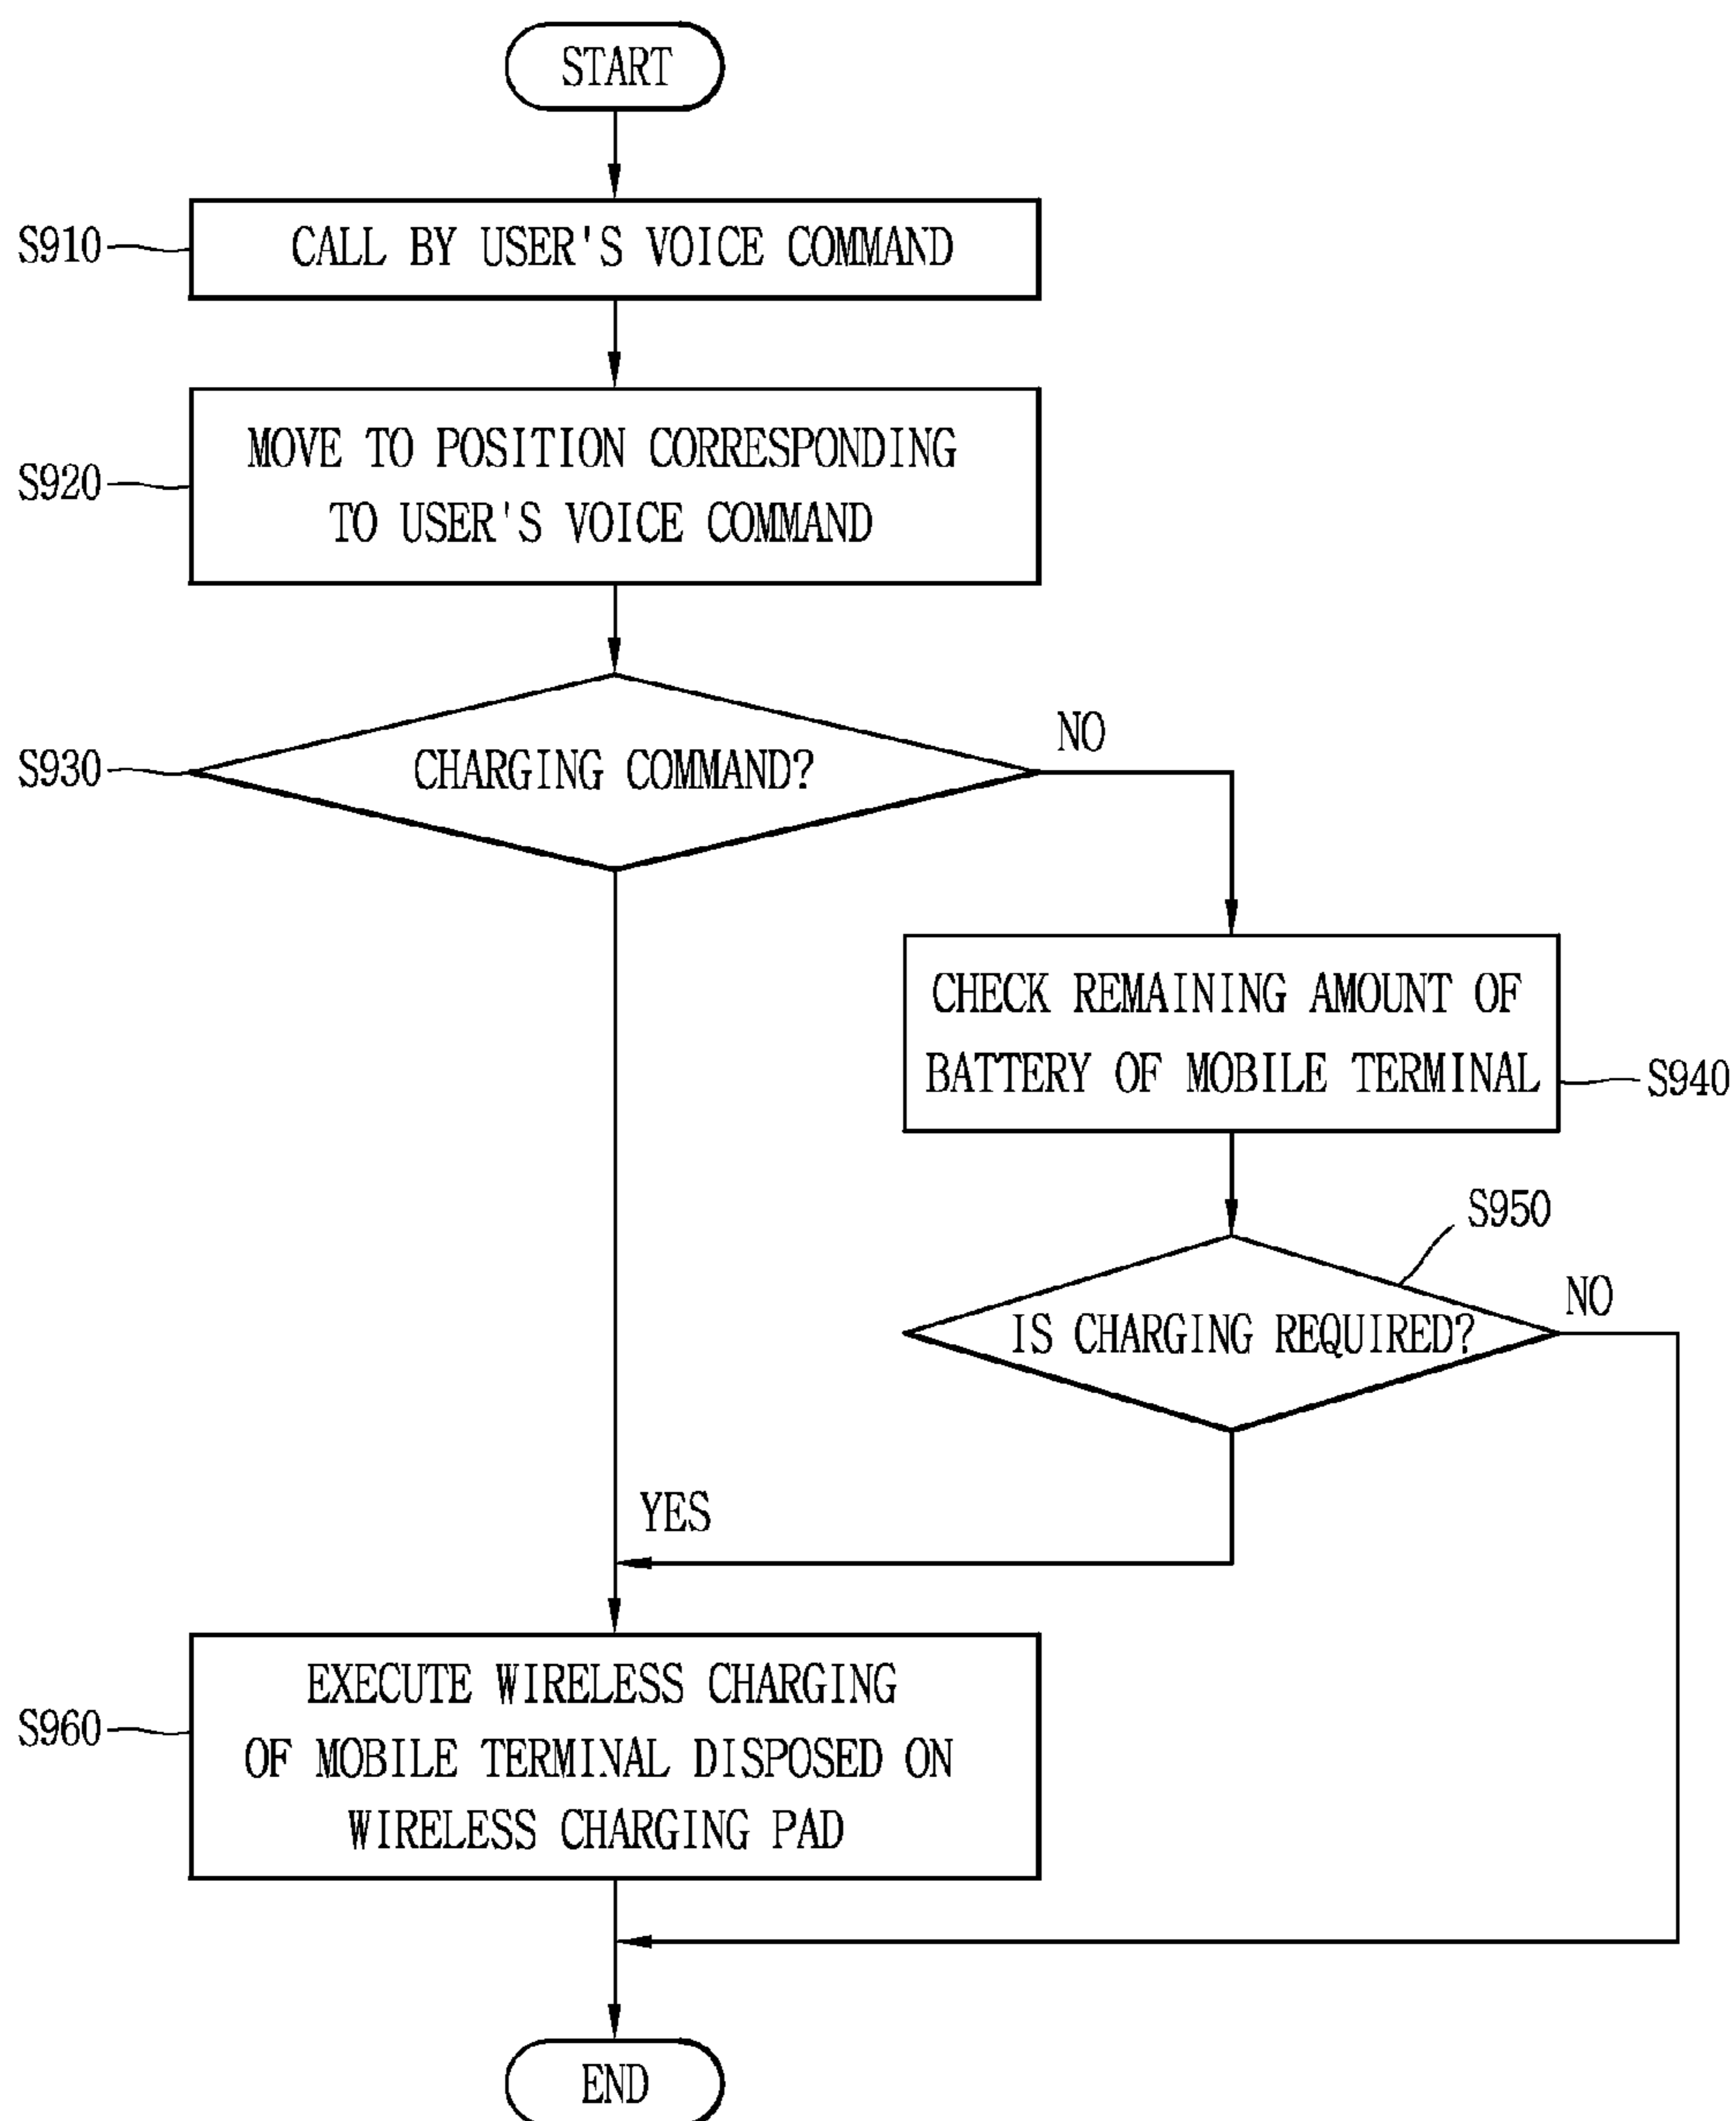 START
S910
CALL BY USER'S VOICE COMMAND
S920
MOVE TO POSITION CORRESPONDING
TO USER'S VOICE COMMAND
S930
CHARGING COMMAND?
NO
CHECK REMAINING AMOUNT OF
BATTERY OF MOBILE TERMINAL
S940
S950
IS CHARGING REQUIRED?
NO
YES
S960
EXECUTE WIRELESS CHARGING
OF MOBILE TERMINAL DISPOSED ON
WIRELESS CHARGING PAD
END